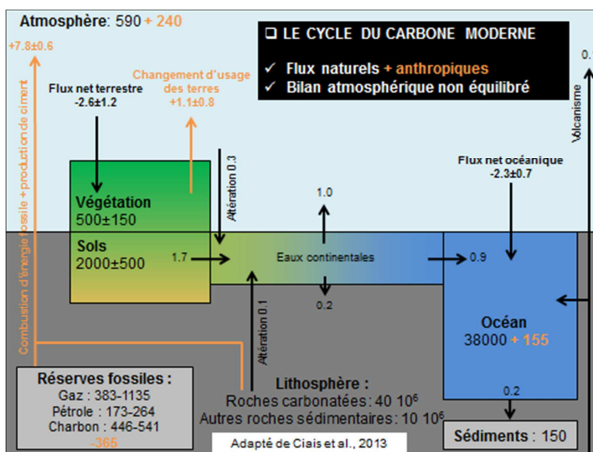 Atmosphère: 590 + 240
+7.8±0.6
❑ LE CYCLE DU CARBONE MODERNE
✓ Flux naturels + anthropiques
✓ Bilan atmosphérique non équilibré
Changement d'usage
des terres
+1.1±0.8
Flux net terrestre
-2.6±1.2
Combustion d'énergie fossile + production de ciment
Altération 0.3
1.0
Flux net océanique
-2.3±0.7
Volcanisme
Végétation
500±150
Sols
2000±500
1.7
Eaux continentales
0.9
0.2
Altération 0.1
Océan
38000 + 155
Réserves fossiles :
Gaz : 383-1135
Pétrole : 173-264
Charbon : 446-541
-365
Lithosphère :
Roches carbonatées: 40 10⁶
Autres roches sédimentaires: 10 10⁶
0.2
Sédiments : 150
Adapté de Ciais et al., 2013